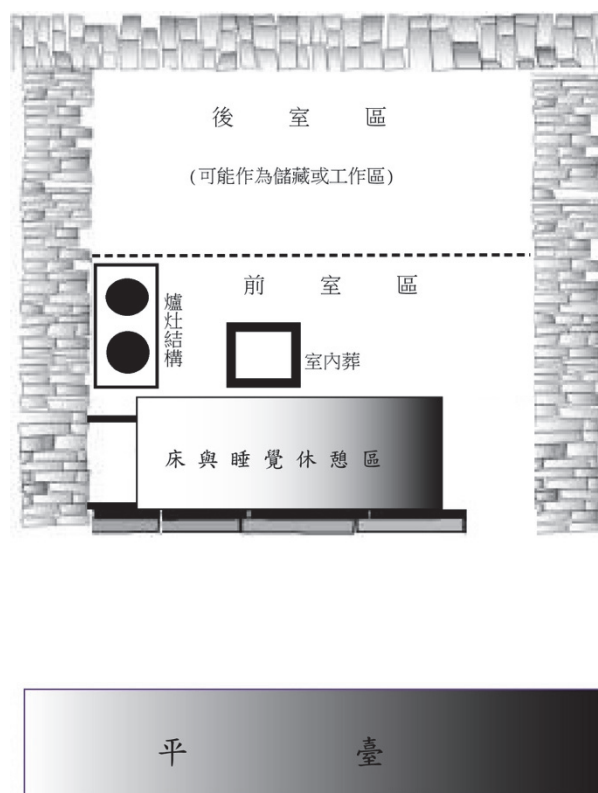 後室區
(可能作為儲藏或工作區)
前室區
爐灶結構
室內葬
床與睡覺休憩區
平臺